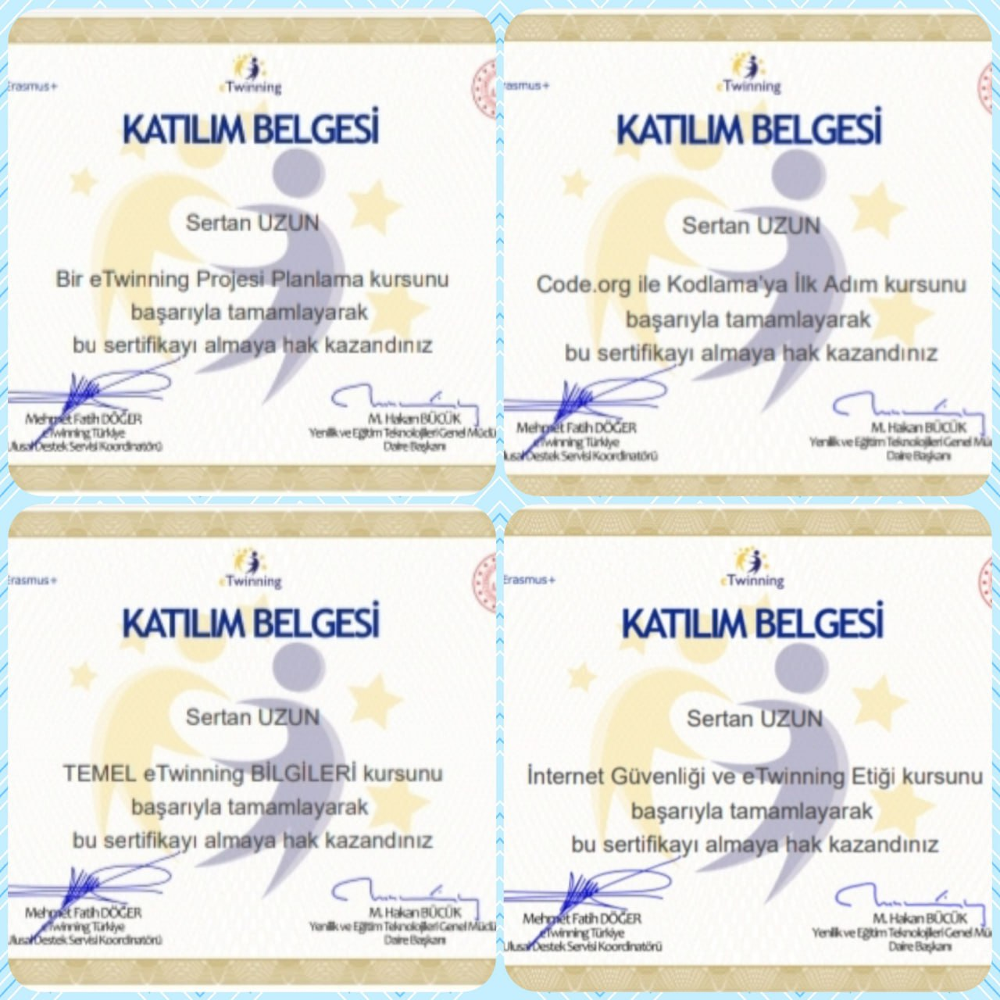 Erasmus+
eTwinning
KATILIM BELGESİ
Sertan UZUN
Bir eTwinning Projesi Planlama kursunu
başarıyla tamamlayarak
bu sertifikayı almaya hak kazandınız
Mehmet Fatih DÖĞER
eTwinning Türkiye
Ulusal Destek Servisi Koordinatörü
M. Hakan BÜCÜK
Yenilik ve Eğitim Teknolojileri Genel Müdü
Daire Başkanı
rasmus+
eTwinning
KATILIM BELGESİ
Sertan UZUN
Code.org ile Kodlama'ya İlk Adım kursunu
başarıyla tamamlayarak
bu sertifikayı almaya hak kazandınız
Mehmet Fatih DÖĞER
eTwinning Türkiye
lusal Destek Servisi Koordinatörü
M. Hakan BÜCÜK
Yenilik ve Eğitim Teknolojileri Genel Mü
Daire Başkanı
Erasmus+
eTwinning
KATILIM BELGESİ
Sertan UZUN
TEMEL eTwinning BİLGİLERİ kursunu
başarıyla tamamlayarak
bu sertifikayı almaya hak kazandınız
Mehmet Fatih DÖĞER
eTwinning Türkiye
Ulusal Destek Servisi Koordinatörü
M. Hakan BÜCÜK
Yenilik ve Eğitim Teknolojileri Genel Müdü
Daire Başkanı
Erasmus+
eTwinning
KATILIM BELGESİ
Sertan UZUN
İnternet Güvenliği ve eTwinning Etiği kursunu
başarıyla tamamlayarak
bu sertifikayı almaya hak kazandınız
Mehmet Fatih DÖĞER
eTwinning Türkiye
Ulusal Destek Servisi Koordinatörü
M. Hakan BÜCÜK
Yenilik ve Eğitim Teknolojileri Genel Mü
Daire Başkanı